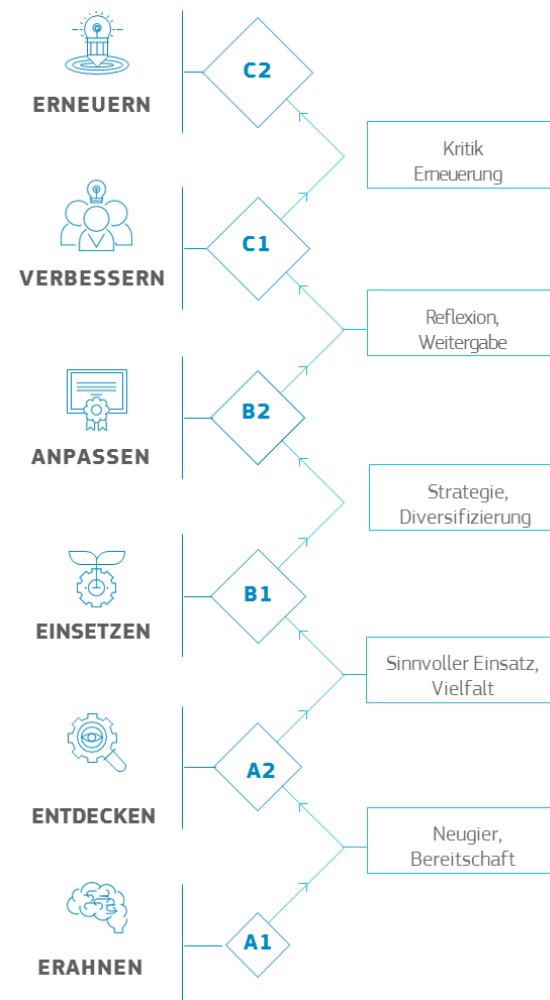 C2
ERNEUERN
Kritik
Erneuerung
C1
VERBESSERN
Reflexion,
Weitergabe
B2
ANPASSEN
Strategie,
Diversifizierung
B1
EINSETZEN
Sinnvoller Einsatz,
Vielfalt
A2
ENTDECKEN
Neugier,
Bereitschaft
A1
ERAHNEN